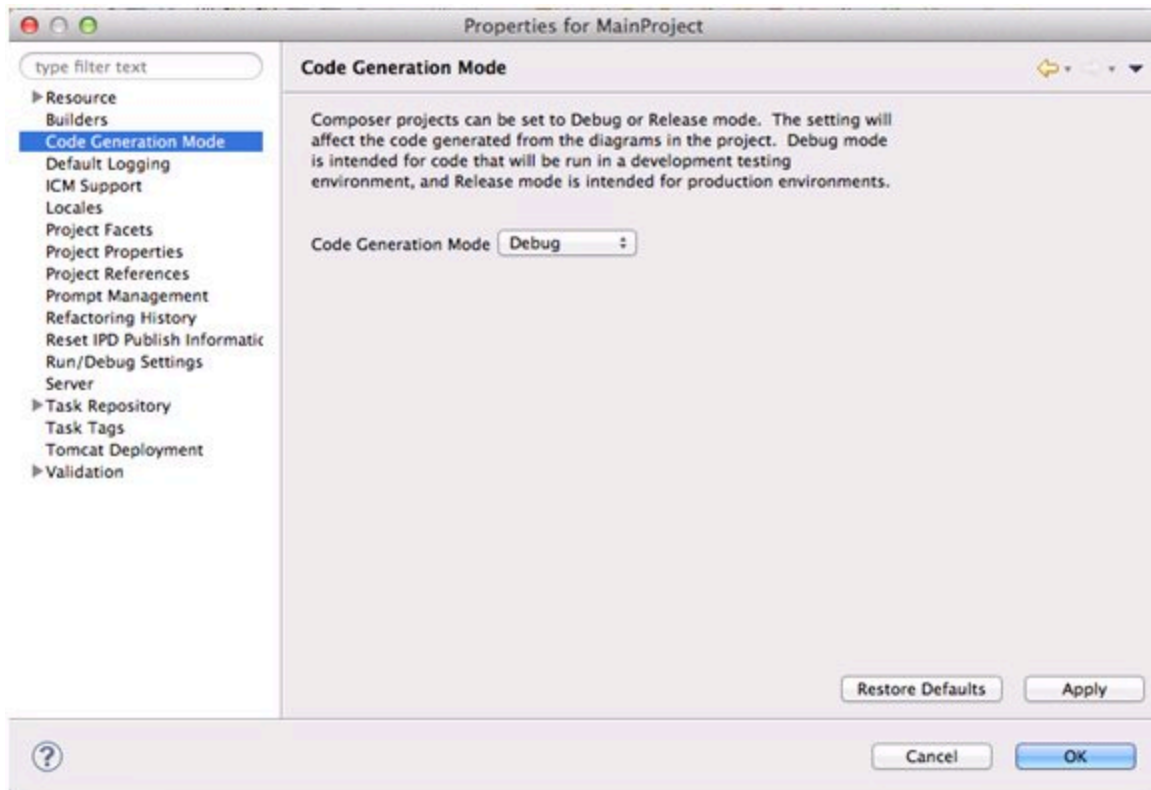 Properties for MainProject
type filter text
Resource
Builders
Code Generation Mode
Default Logging
ICM Support
Locales
Project Facets
Project Properties
Project References
Prompt Management
Refactoring History
Reset IPD Publish Informatic
Run/Debug Settings
Server
Task Repository
Task Tags
Tomcat Deployment
Validation
Code Generation Mode
Composer projects can be set to Debug or Release mode. The setting will
affect the code generated from the diagrams in the project. Debug mode
is intended for code that will be run in a development testing
environment, and Release mode is intended for production environments.
Code Generation Mode Debug
Restore Defaults Apply
? Cancel OK